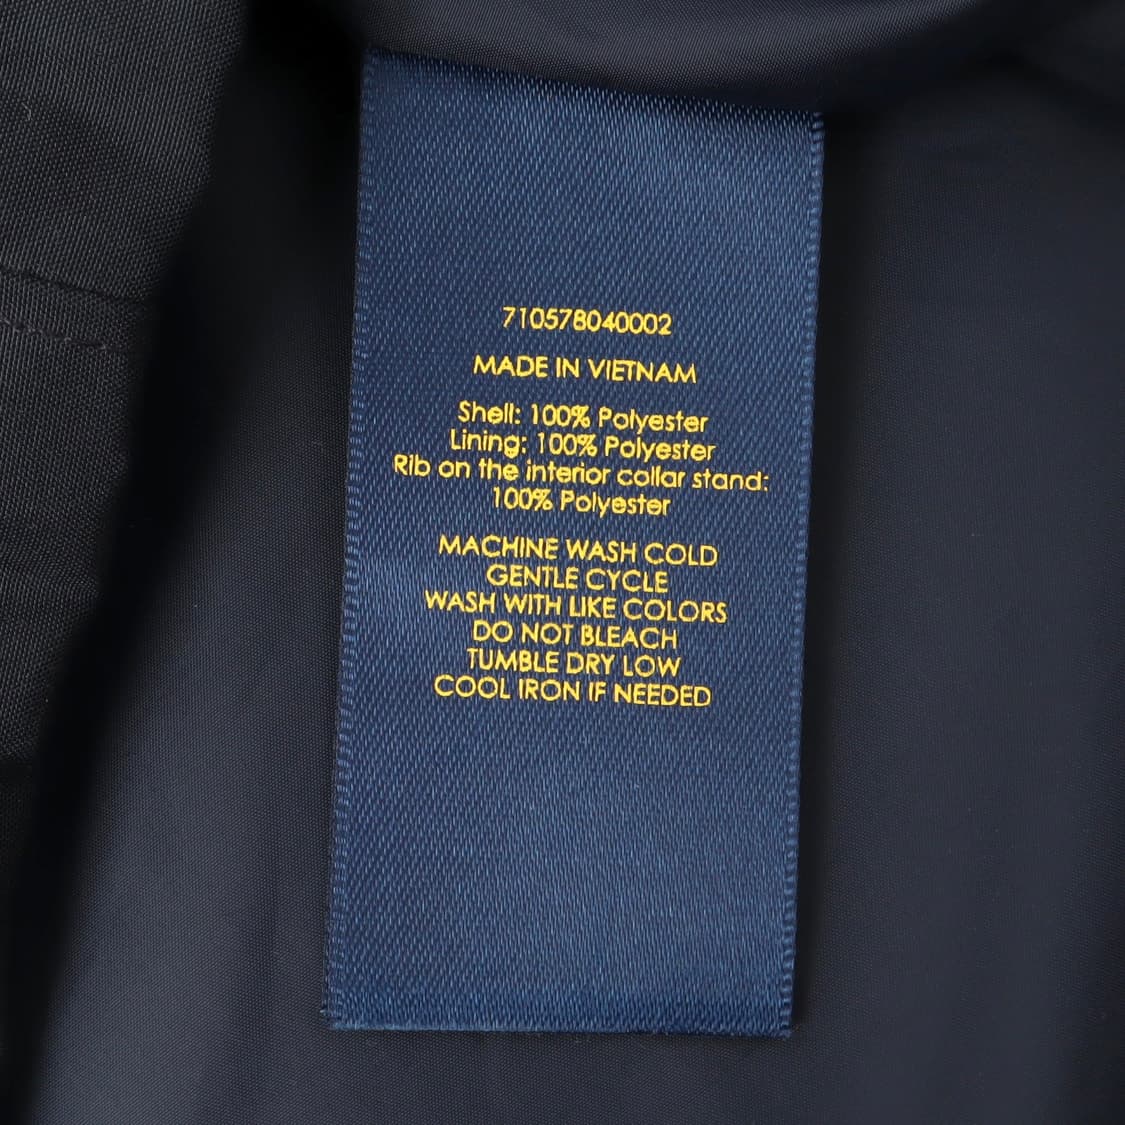 710578040002
MADE IN VIETNAM
Shell: 100% Polyester
Lining: 100% Polyester
Rib on the interior collar stand:
100% Polyester
MACHINE WASH COLD
GENTLE CYCLE
WASH WITH LIKE COLORS
DO NOT BLEACH
TUMBLE DRY LOW
COOL IRON IF NEEDED